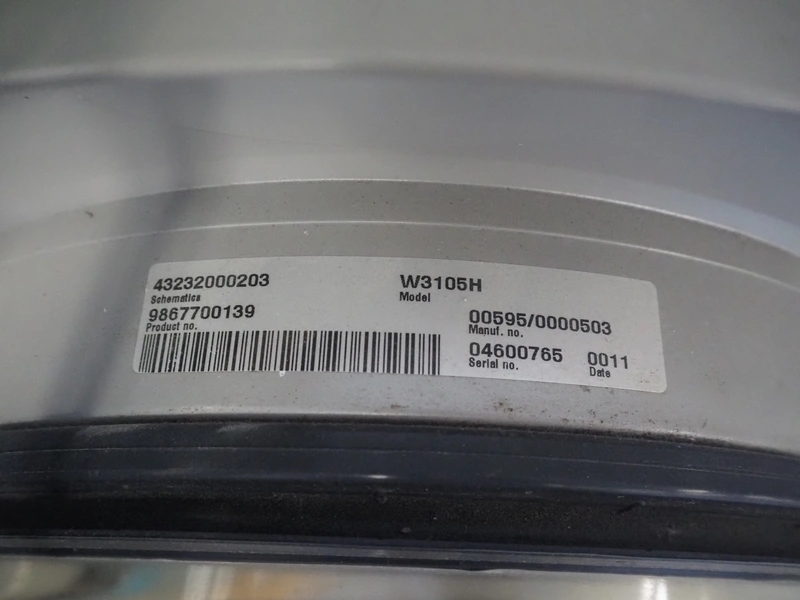 43232000203 W3105H
Schematics Model
9867700139 00595/0000503
Product no. Manuf. no.
04600765 0011
Serial no. Date